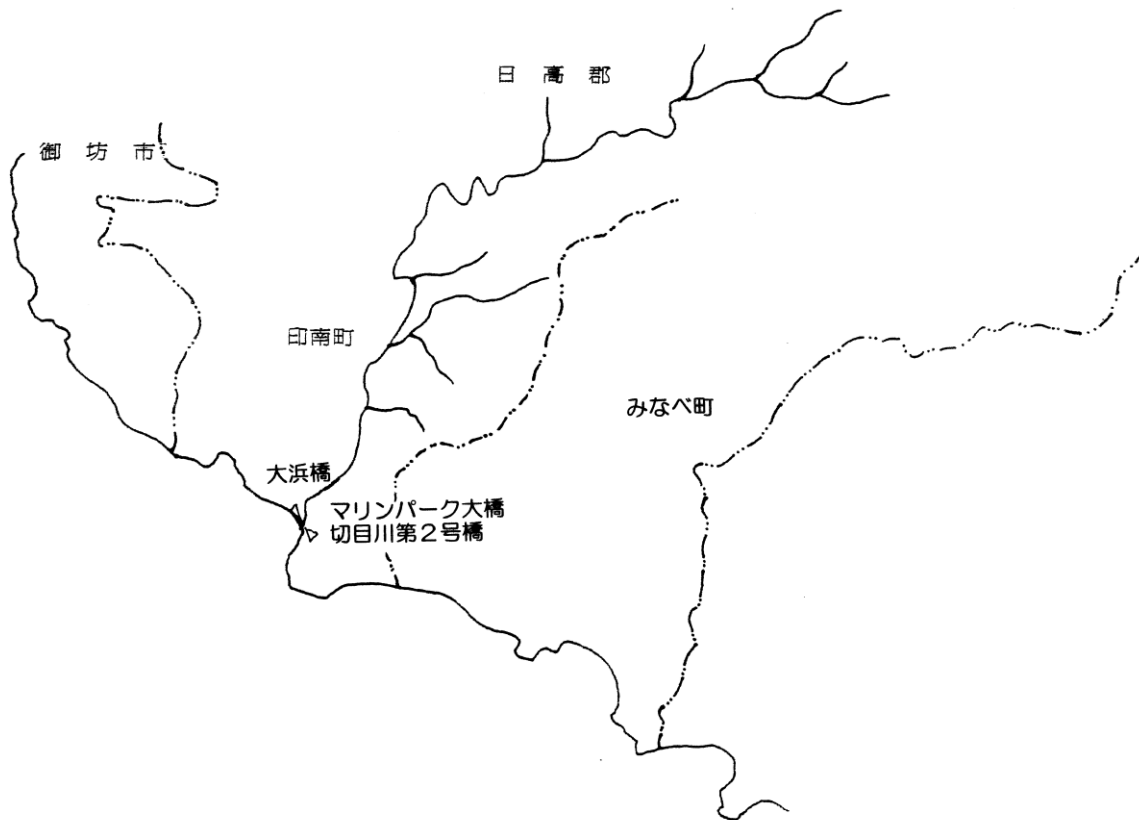 日高郡
御坊市
印南町
みなべ町
大浜橋
マリンパーク大橋
切目川第2号橋